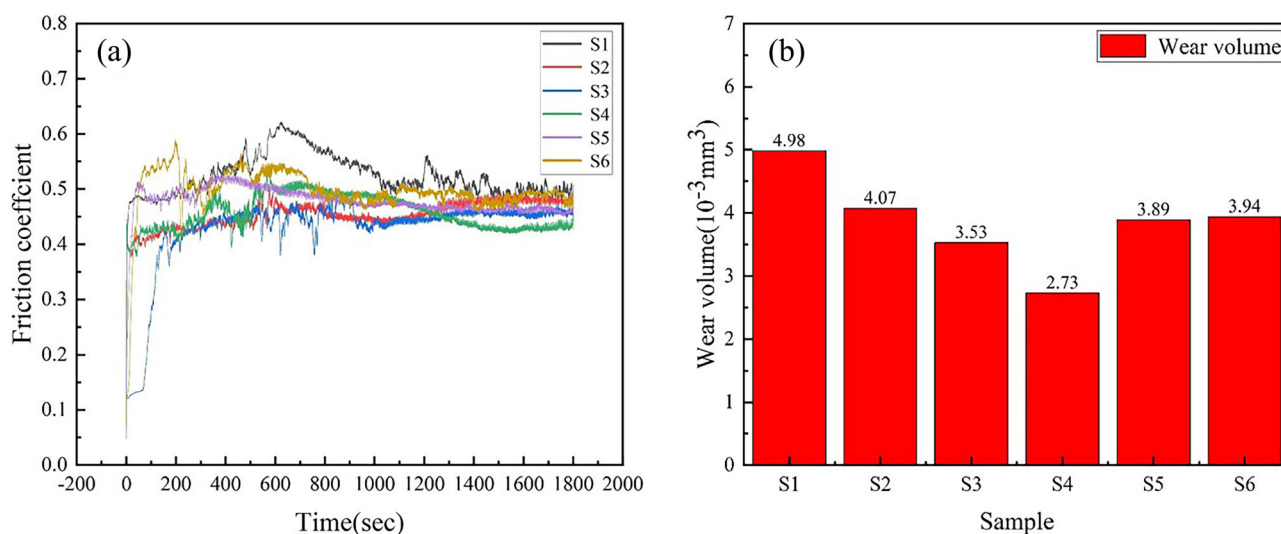 (a)
S1
S2
S3
S4
S5
S6
0.8
0.7
0.6
0.5
0.4
0.3
0.2
0.1
0.0
-200 0 200 400 600 800 1000 1200 1400 1600 1800 2000
Friction coeffcient
Time(sec)
(b)
Wear volume
7
6
5
4
3
2
1
0
4.98
4.07
3.53
2.73
3.89
3.94
S1 S2 S3 S4 S5 S6
Wear volume(10⁻³mm³)
Sample